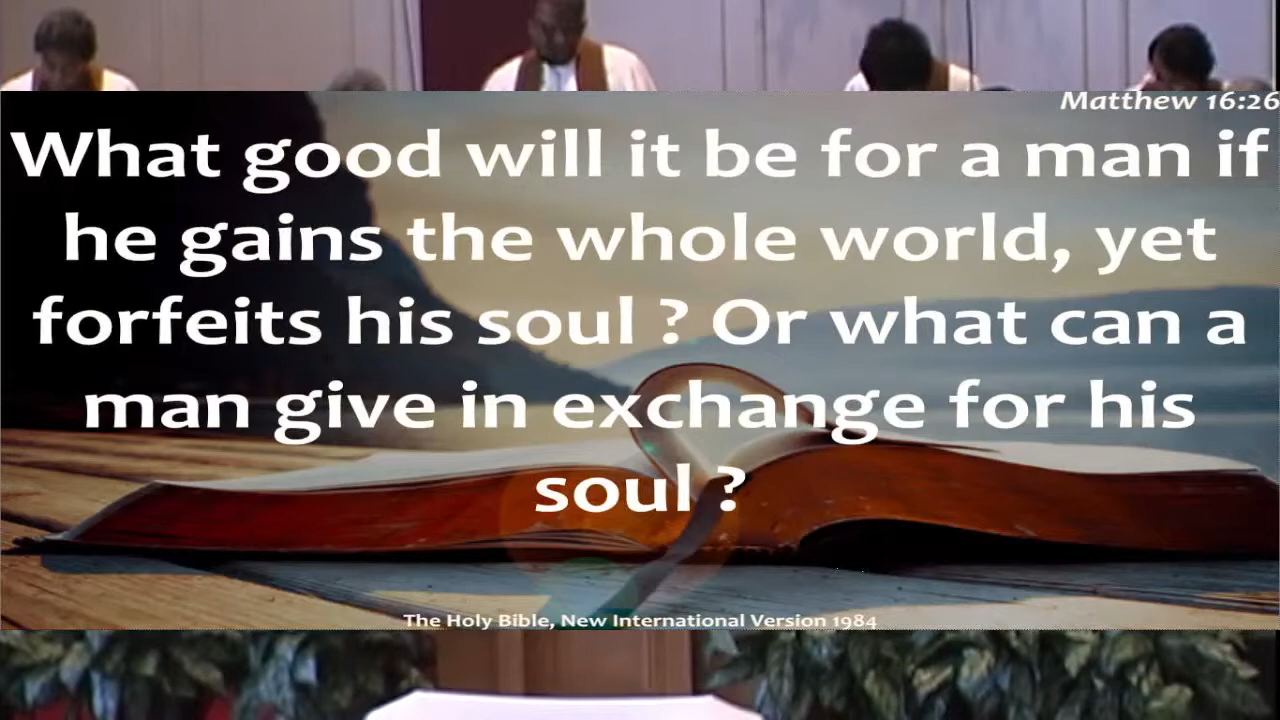 Matthew 16:26
What good will it be for a man if
he gains the whole world, yet
forfeits his soul ? Or what can a
man give in exchange for his
soul ?
The Holy Bible, New International Version 1984